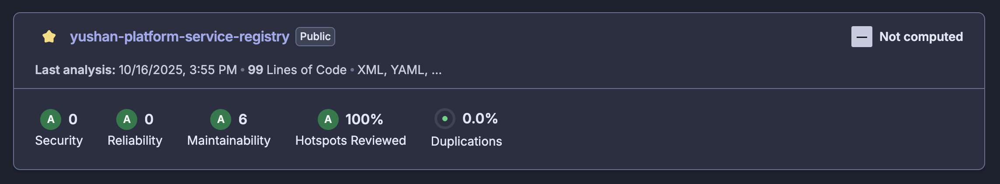 yushan-platform-service-registry Public
Not computed
Last analysis: 10/16/2025, 3:55 PM • 99 Lines of Code • XML, YAML, ...
A 0
Security
A 0
Reliability
A 6
Maintainability
A 100%
Hotspots Reviewed
0.0%
Duplications